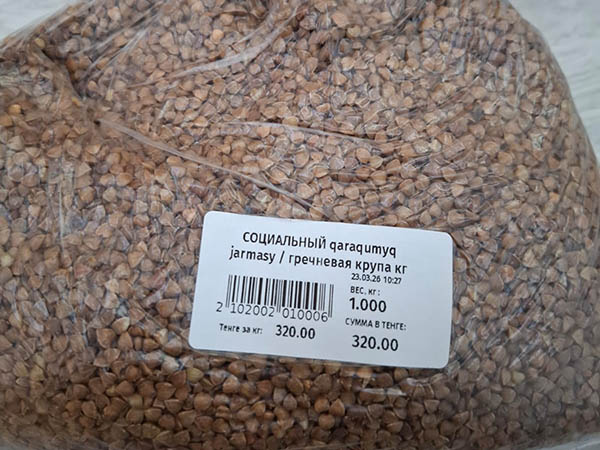 СОЦИАЛЬНЫЙ qaraqumyq
jarmasy / гречневая крупа кг
23.03.26 10:27
ВЕС, кг :
1.000
2 102002 010006
СУММА В ТЕНГЕ:
Тенге за кг: 320.00
320.00